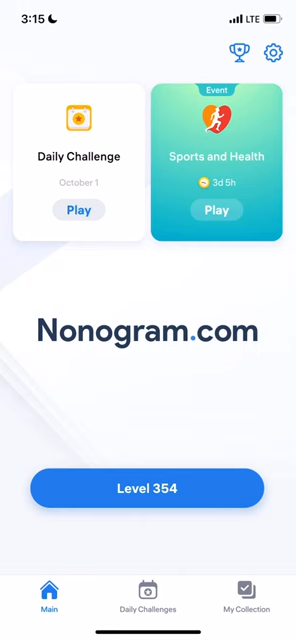 3:15
LTE
Event
Daily Challenge
October 1
Play
Sports and Health
3d 5h
Play
Nonogram.com
Level 354
Main
Daily Challenges
My Collection